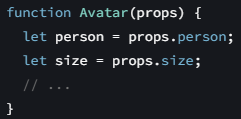 function Avatar(props) {
  let person = props.person;
  let size = props.size;
  // ...
}